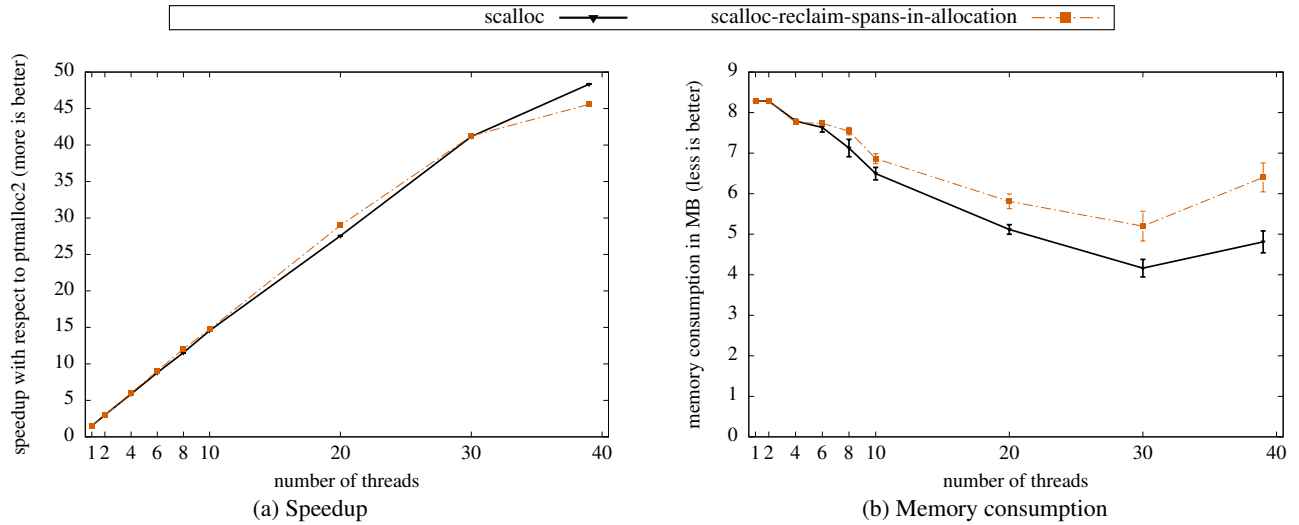 scalloc
scalloc-reclaim-spans-in-allocation
speedup with respect to ptmalloc2 (more is better)
50
45
40
35
30
25
20
15
10
5
0
1 2 4 6 8 10 20 30 40
number of threads
(a) Speedup
memory consumption in MB (less is better)
9
8
7
6
5
4
3
2
1
0
1 2 4 6 8 10 20 30 40
number of threads
(b) Memory consumption